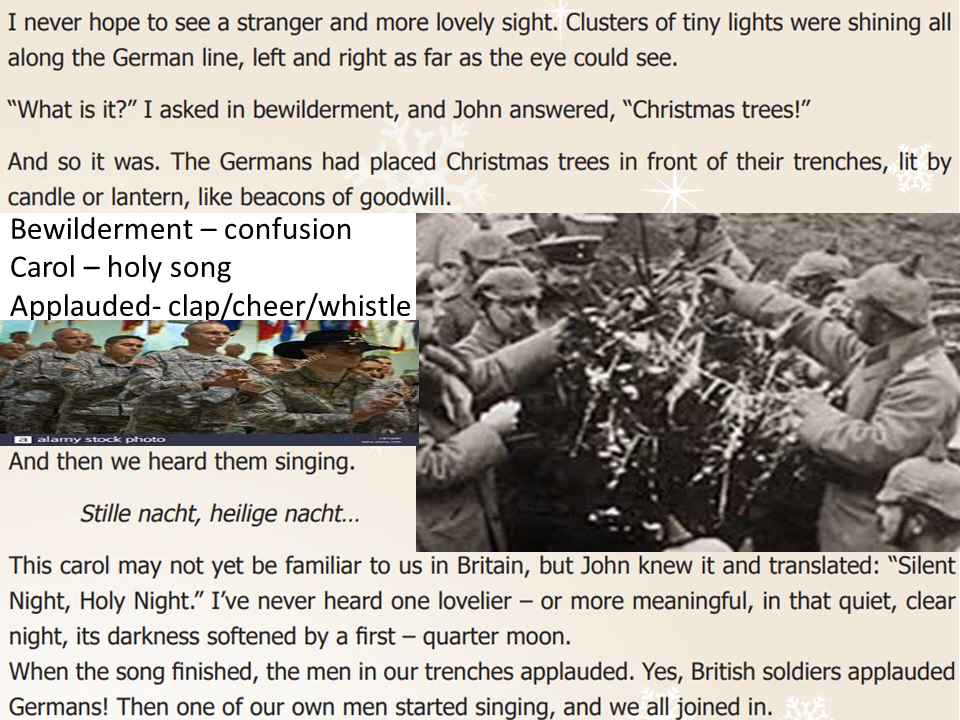 I never hope to see a stranger and more lovely sight. Clusters of tiny lights were shining all
along the German line, left and right as far as the eye could see.
“What is it?” I asked in bewilderment, and John answered, “Christmas trees!”
And so it was. The Germans had placed Christmas trees in front of their trenches, lit by
candle or lantern, like beacons of goodwill.
Bewilderment – confusion
Carol – holy song
Applauded- clap/cheer/whistle
a alamy stock photo
And then we heard them singing.
Stille nacht, heilige nacht…
This carol may not yet be familiar to us in Britain, but John knew it and translated: “Silent
Night, Holy Night.” I’ve never heard one lovelier – or more meaningful, in that quiet, clear
night, its darkness softened by a first – quarter moon.
When the song finished, the men in our trenches applauded. Yes, British soldiers applauded
Germans! Then one of our own men started singing, and we all joined in.